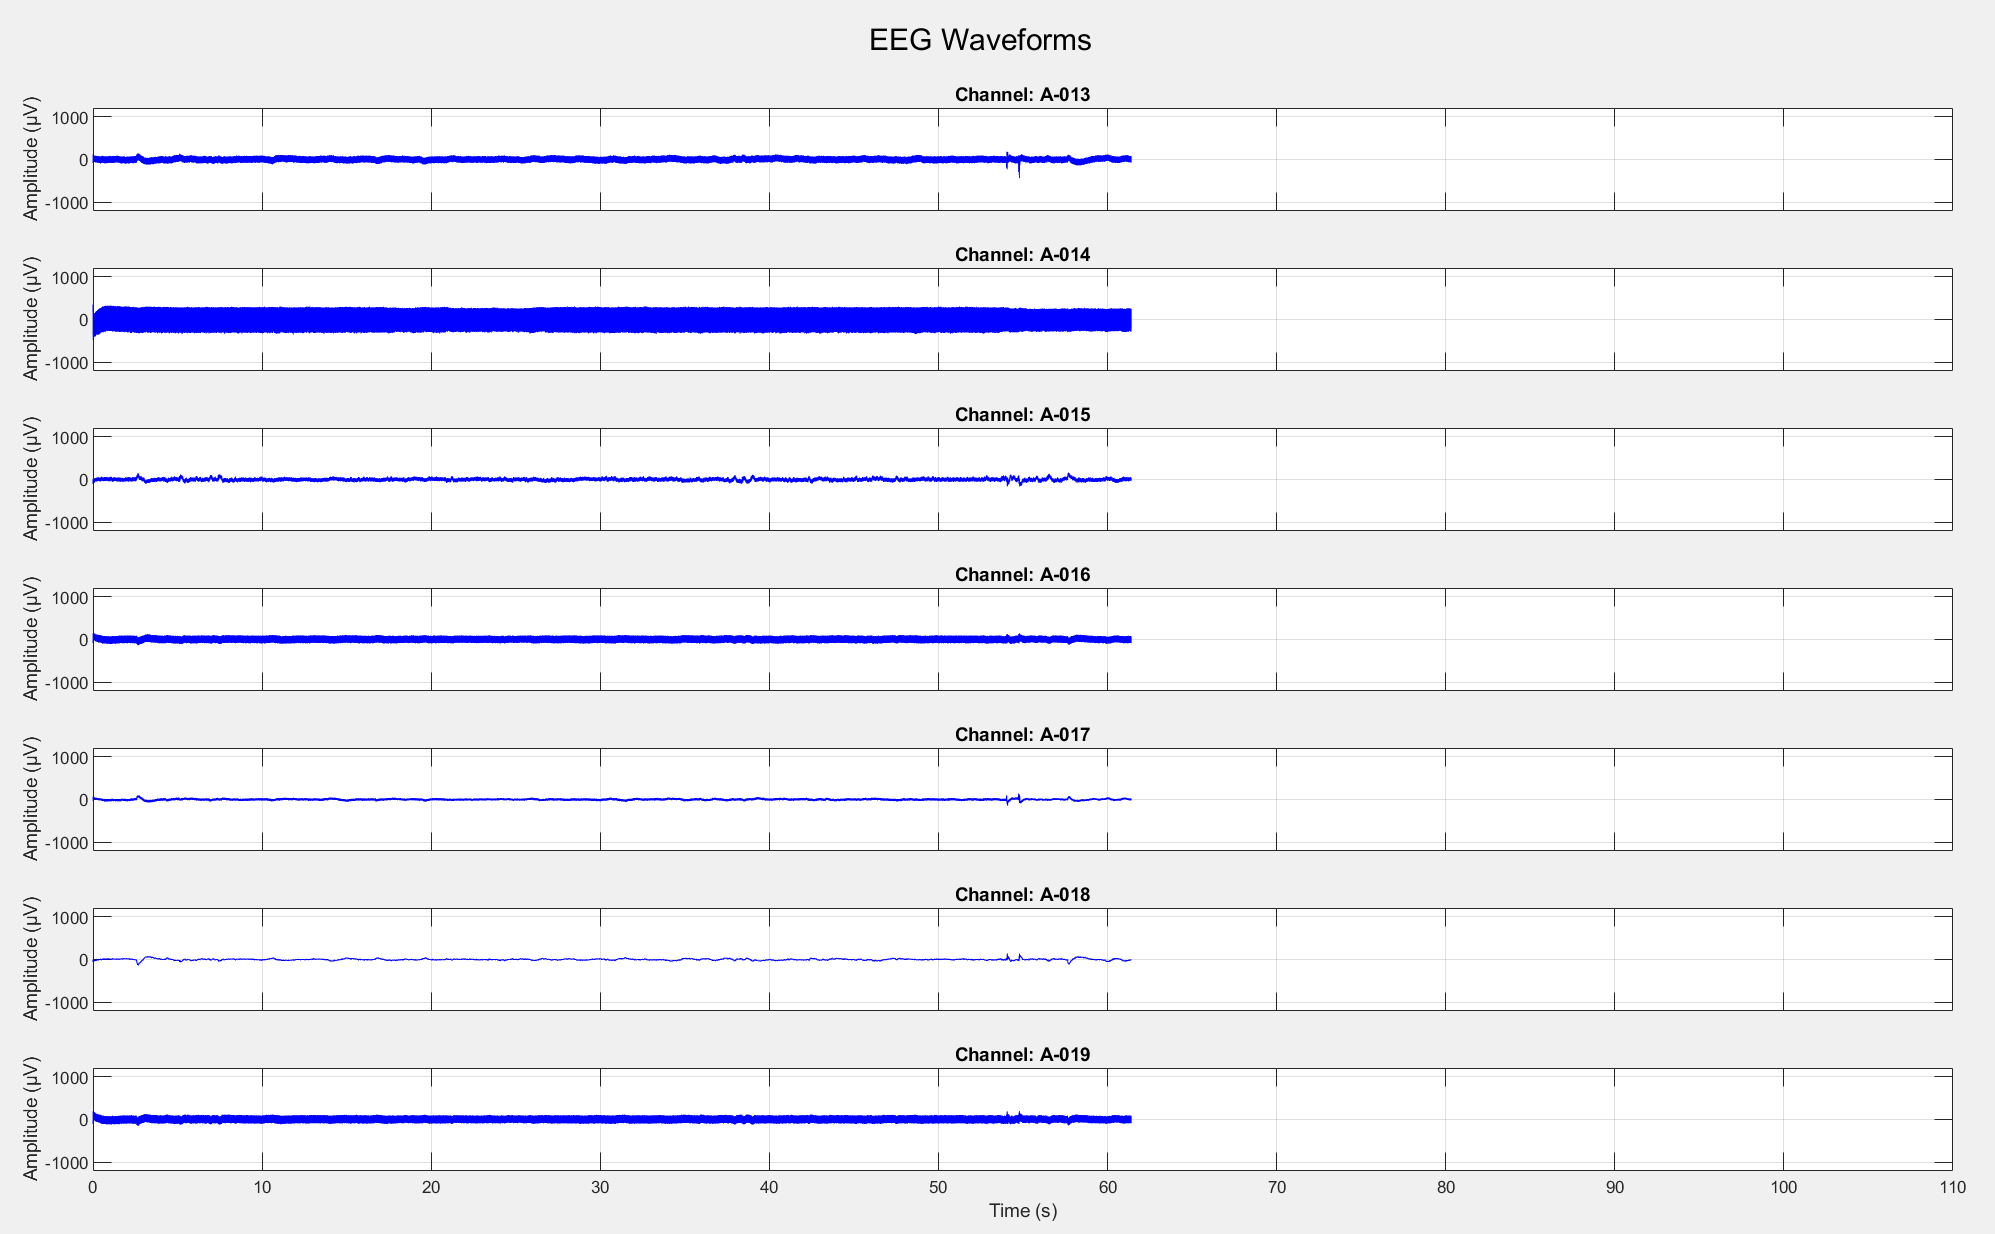 EEG Waveforms
Channel: A-013
Amplitude (µV)
1000
0
-1000
Channel: A-014
Amplitude (µV)
1000
0
-1000
Channel: A-015
Amplitude (µV)
1000
0
-1000
Channel: A-016
Amplitude (µV)
1000
0
-1000
Channel: A-017
Amplitude (µV)
1000
0
-1000
Channel: A-018
Amplitude (µV)
1000
0
-1000
Channel: A-019
Amplitude (µV)
1000
0
-1000
0 10 20 30 40 50 60 70 80 90 100 110
Time (s)